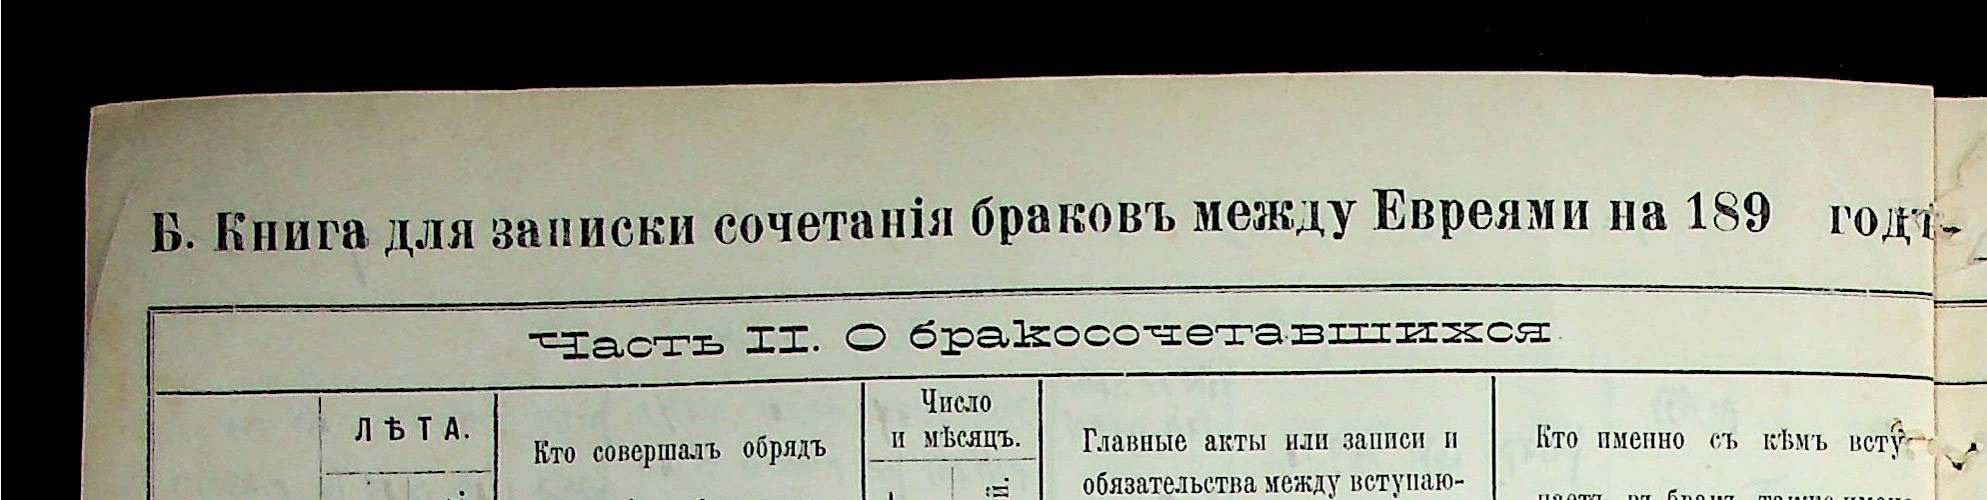 Б. Книга для записки сочетанія браковъ между Евреями на 189 годъ
Часть II. О бракосочетавшихся.
ЛѢТА.
Кто совершалъ обрядъ
Число
и мѣсяцъ.
Главные акты или записи и
обязательства между вступаю-
Кто именно съ кѣмъ всту-